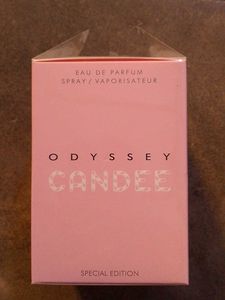 EAU DE PARFUM
SPRAY / VAPORISATEUR
ODYSSEY
CANDEE
SPECIAL EDITION